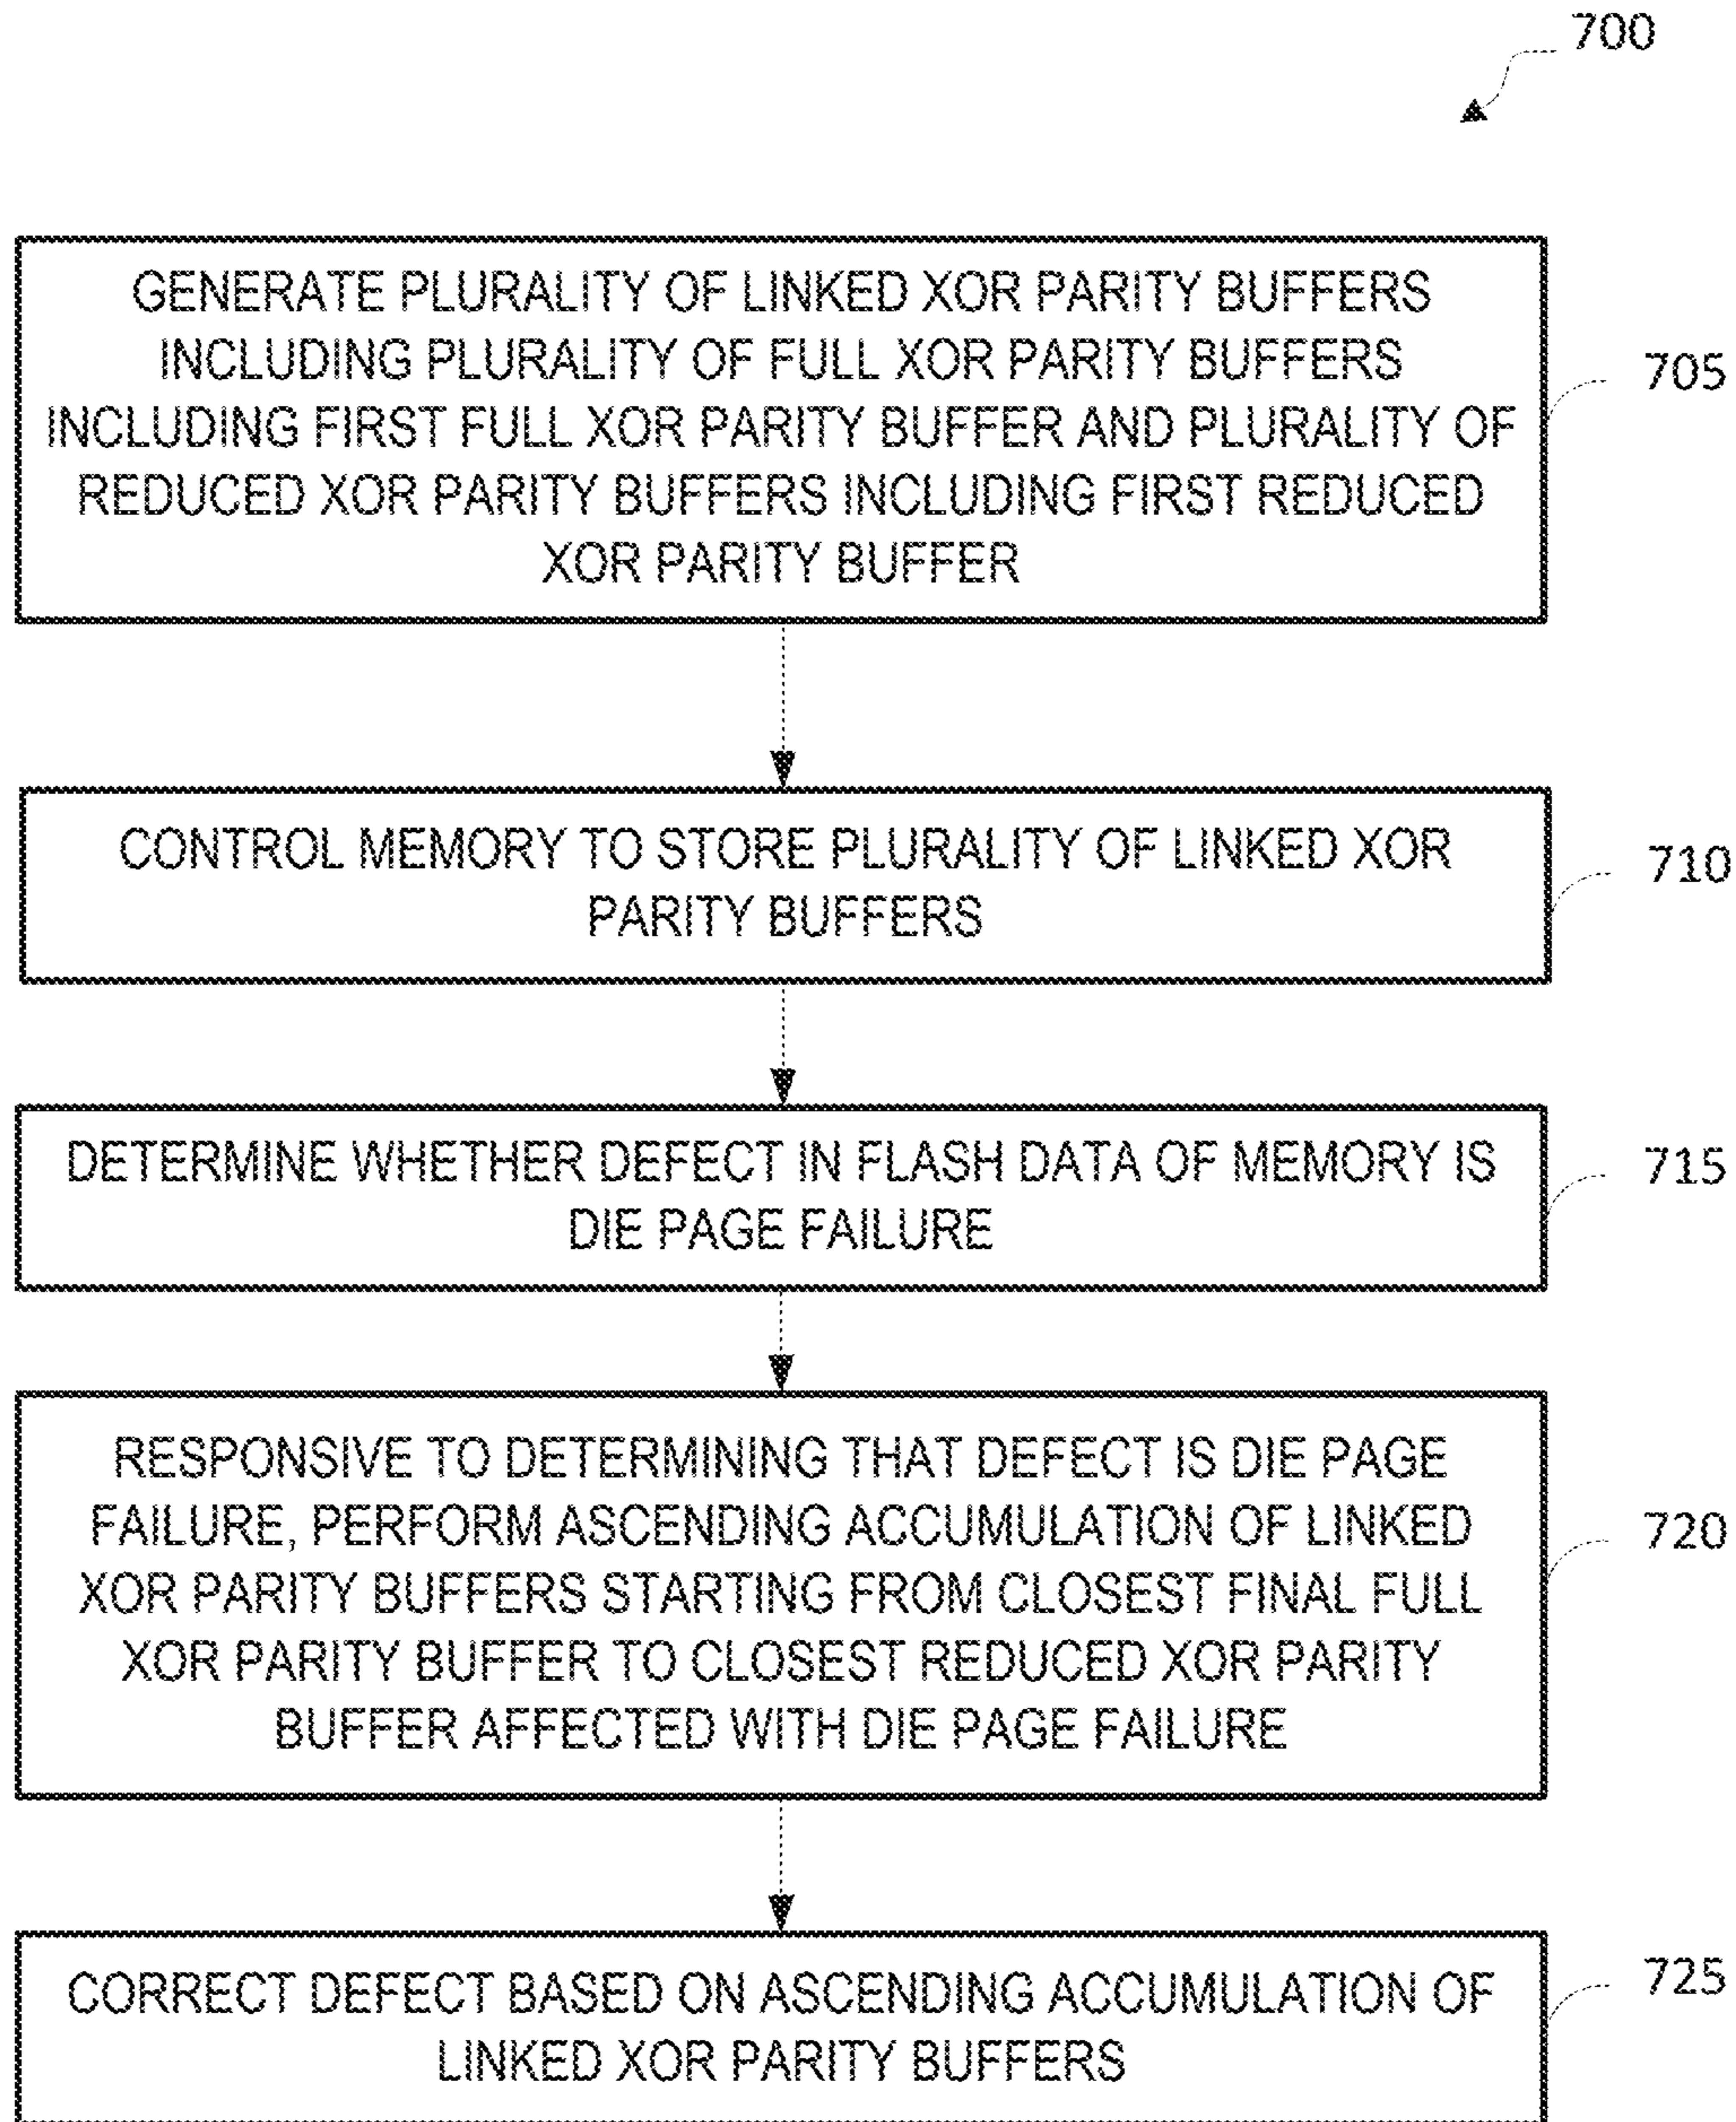 700
GENERATE PLURALITY OF LINKED XOR PARITY BUFFERS
INCLUDING PLURALITY OF FULL XOR PARITY BUFFERS
INCLUDING FIRST FULL XOR PARITY BUFFER AND PLURALITY OF
REDUCED XOR PARITY BUFFERS INCLUDING FIRST REDUCED
XOR PARITY BUFFER
705
CONTROL MEMORY TO STORE PLURALITY OF LINKED XOR
PARITY BUFFERS
710
DETERMINE WHETHER DEFECT IN FLASH DATA OF MEMORY IS
DIE PAGE FAILURE
715
RESPONSIVE TO DETERMINING THAT DEFECT IS DIE PAGE
FAILURE, PERFORM ASCENDING ACCUMULATION OF LINKED
XOR PARITY BUFFERS STARTING FROM CLOSEST FINAL FULL
XOR PARITY BUFFER TO CLOSEST REDUCED XOR PARITY
BUFFER AFFECTED WITH DIE PAGE FAILURE
720
CORRECT DEFECT BASED ON ASCENDING ACCUMULATION OF
LINKED XOR PARITY BUFFERS
725